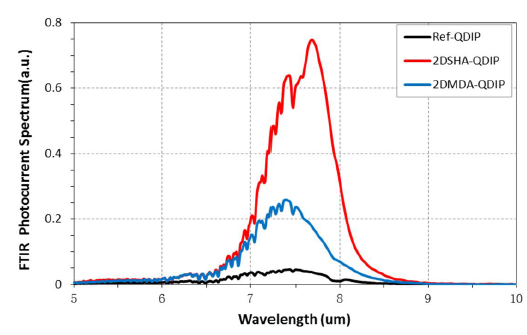 0.8
0.6
0.4
0.2
0
5 6 7 8 9 10
FTIR Photocurrent Spectrum(a.u.)
Wavelength (um)
Ref-QDIP
2DSHA-QDIP
2DMDA-QDIP